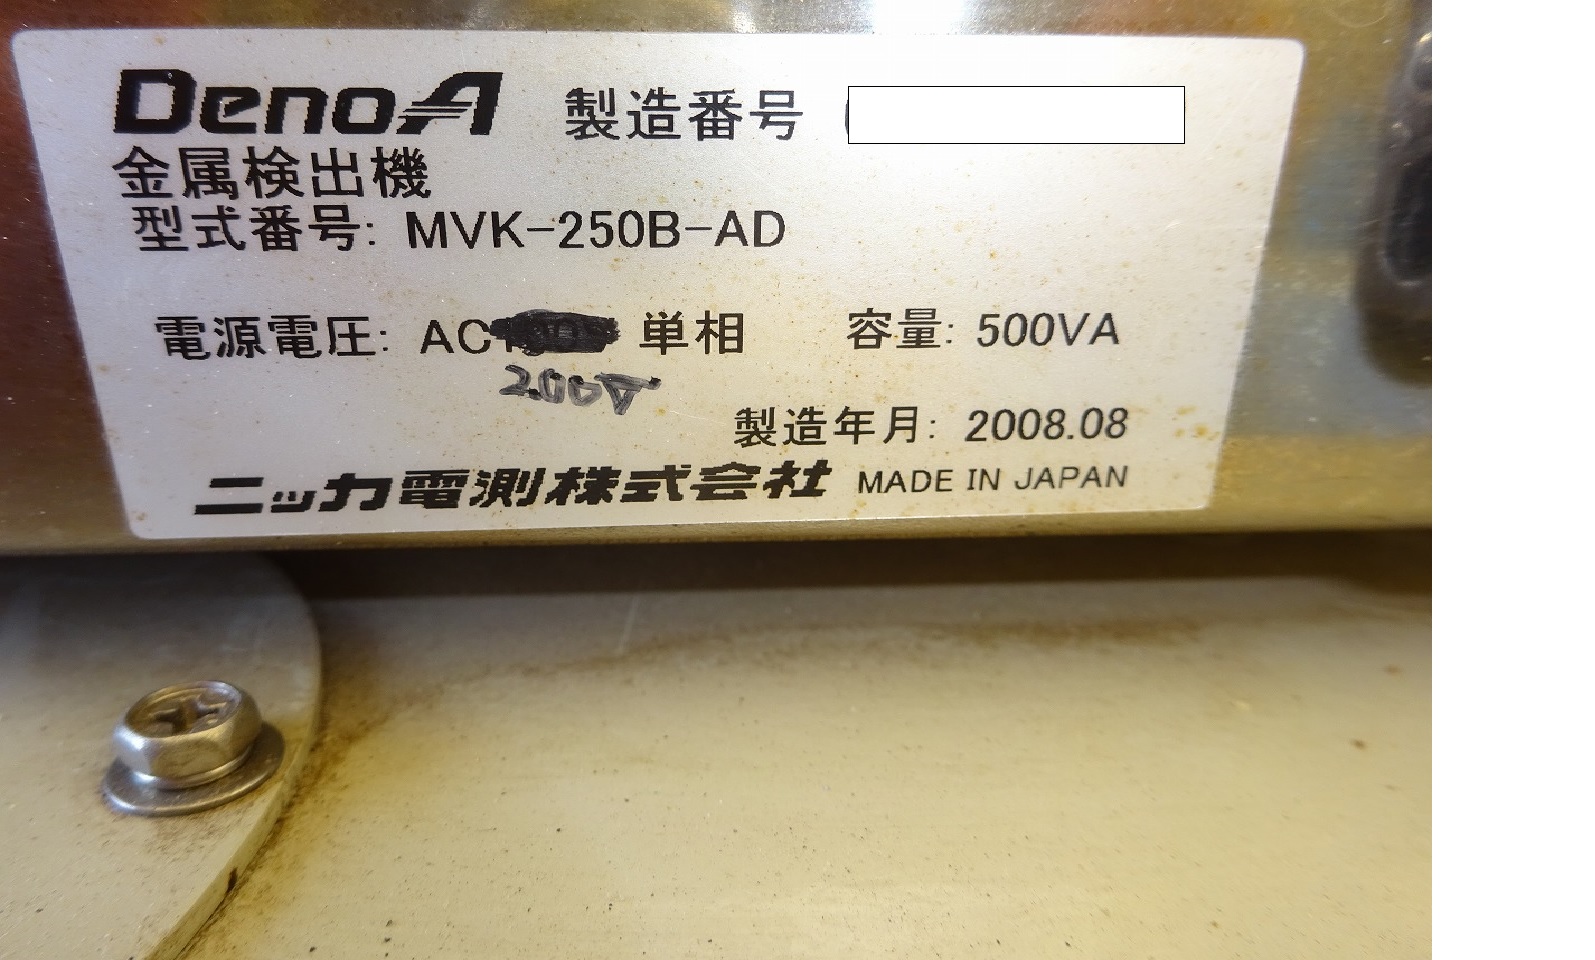 DenoA 製造番号
金属検出機
型式番号: MVK-250B-AD
電源電圧: AC 単相 容量: 500VA
200V
製造年月: 2008.08
ニッカ電測株式会社 MADE IN JAPAN